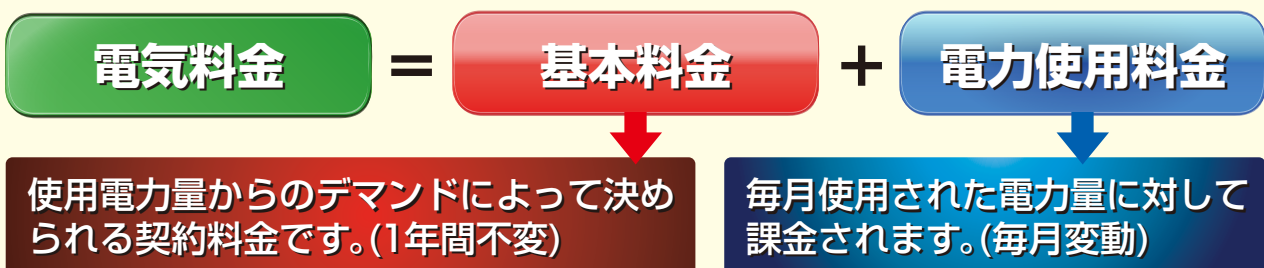 電気料金 = 基本料金 + 電力使用料金
使用電力量からのデマンドによって決め
られる契約料金です。(1年間不変)
毎月使用された電力量に対して
課金されます。(毎月変動)